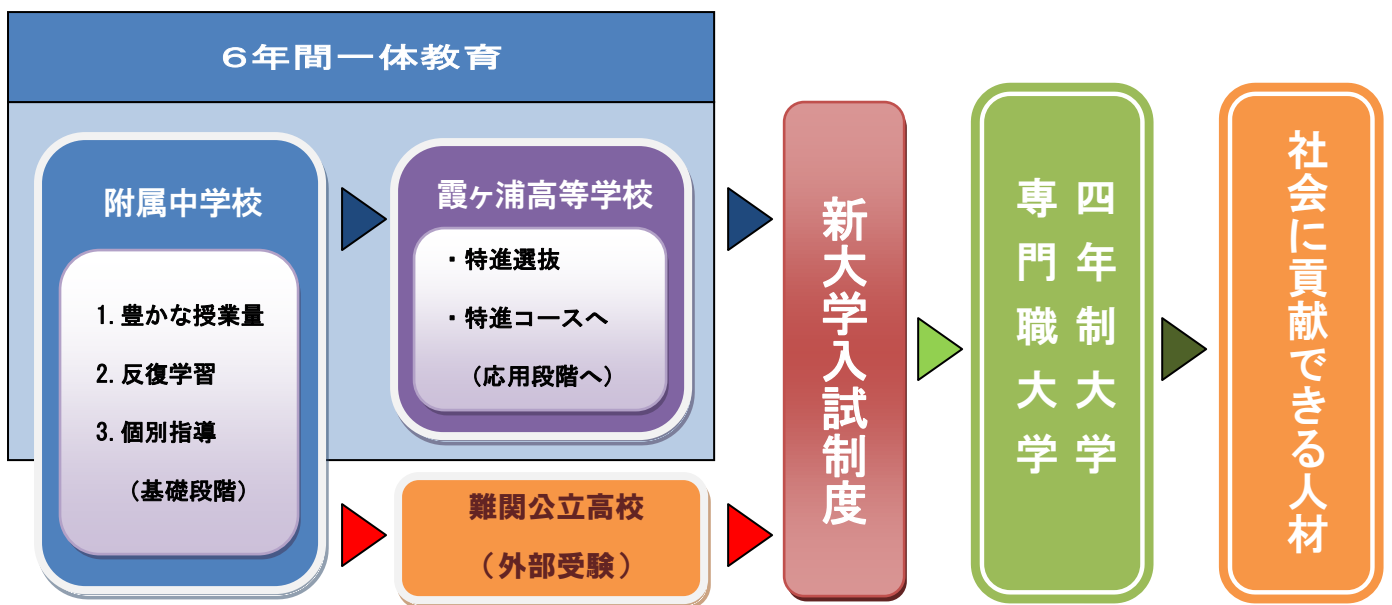 6年間一体教育
附属中学校
1. 豊かな授業量
2. 反復学習
3. 個別指導
（基礎段階）
霞ヶ浦高等学校
・特進選抜
・特進コースへ
（応用段階へ）
難関公立高校
（外部受験）
新大学入試制度
四年制大学
専門職大学
社会に貢献できる人材